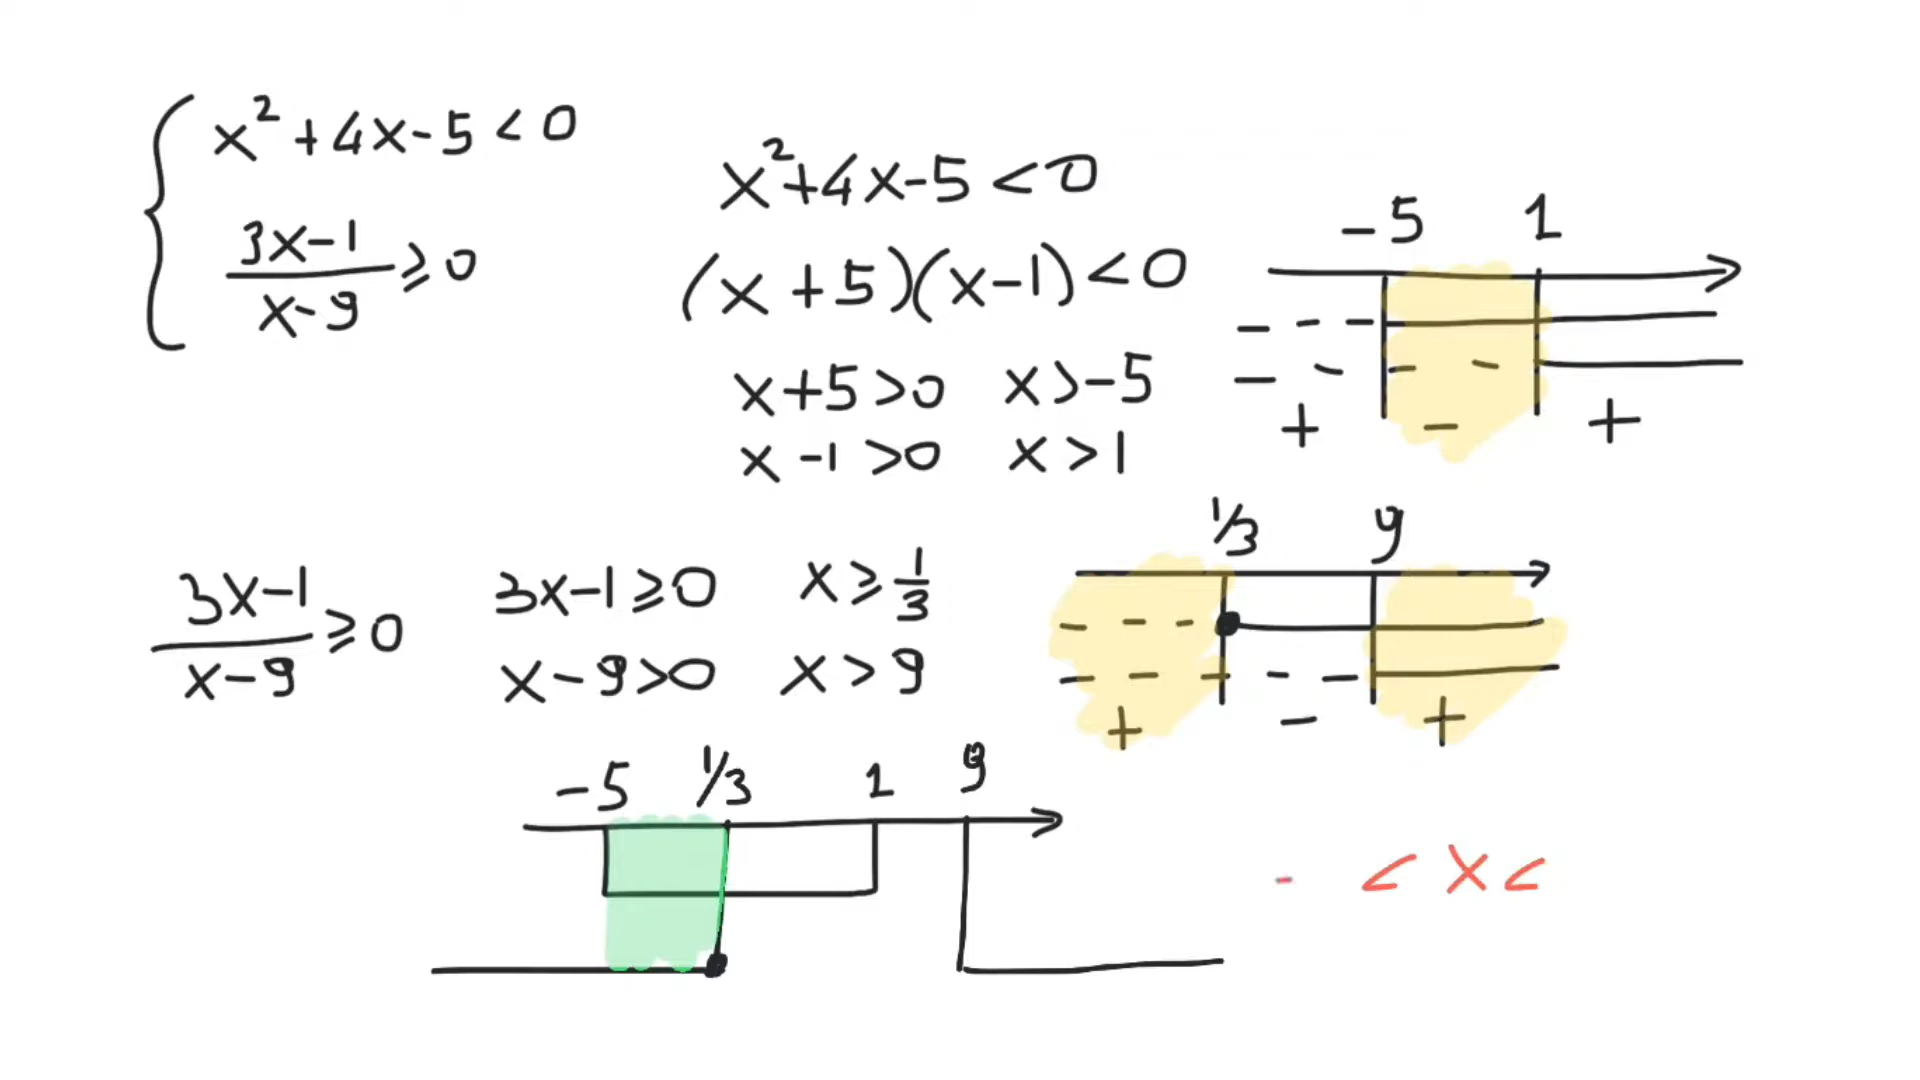 x²+4x-5<0
(3x-1)/(x-9)⩾0
x²+4x-5<0
(x+5)(x-1)<0
x+5>0 x>-5
x-1>0 x>1
-5 1
- - - 
- - - -
+ - +
(3x-1)/(x-9)⩾0
3x-1⩾0 x⩾1/3
x-9>0 x>9
1/3 9
- - -
- - - - -
+ - +
-5 1/3 1 9
- <x<